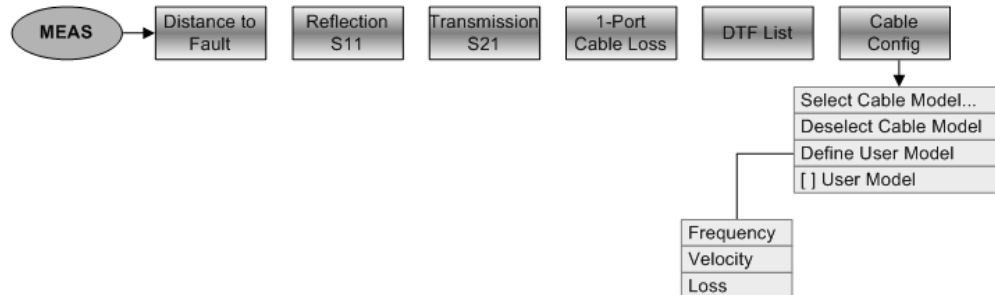 MEAS
Distance to
Fault
Reflection
S11
Transmission
S21
1-Port
Cable Loss
DTF List
Cable
Config
Select Cable Model...
Deselect Cable Model
Define User Model
[ ] User Model
Frequency
Velocity
Loss